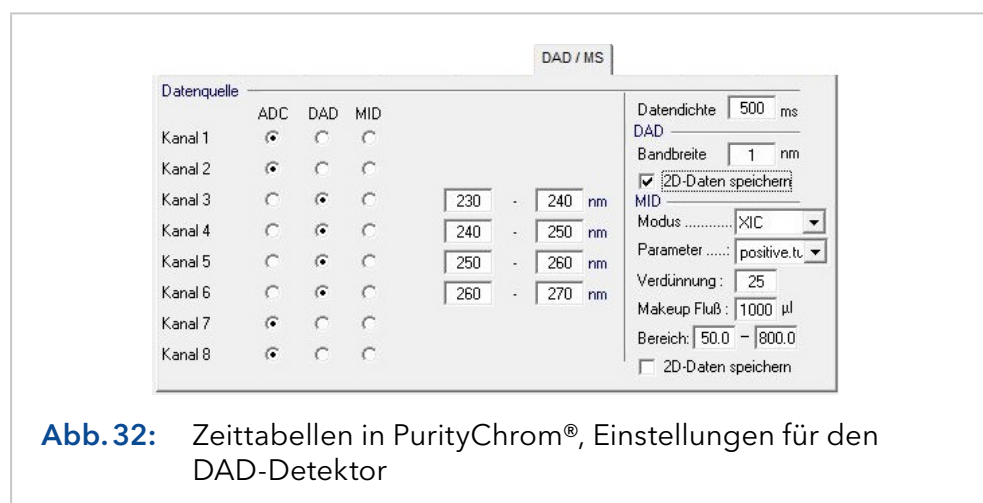 DAD / MS
Datenquelle
ADC DAD MID
Kanal 1
Kanal 2
Kanal 3 230 - 240 nm
Kanal 4 240 - 250 nm
Kanal 5 250 - 260 nm
Kanal 6 260 - 270 nm
Kanal 7
Kanal 8
Datendichte 500 ms
DAD
Bandbreite 1 nm
2D-Daten speichern
MID
Modus ............ XIC
Parameter .....: positive.tu
Verdünnung : 25
Makeup Fluß : 1000 µl
Bereich: 50.0 – 800.0
2D-Daten speichern
Abb. 32: Zeittabellen in PurityChrom®, Einstellungen für den
DAD-Detektor